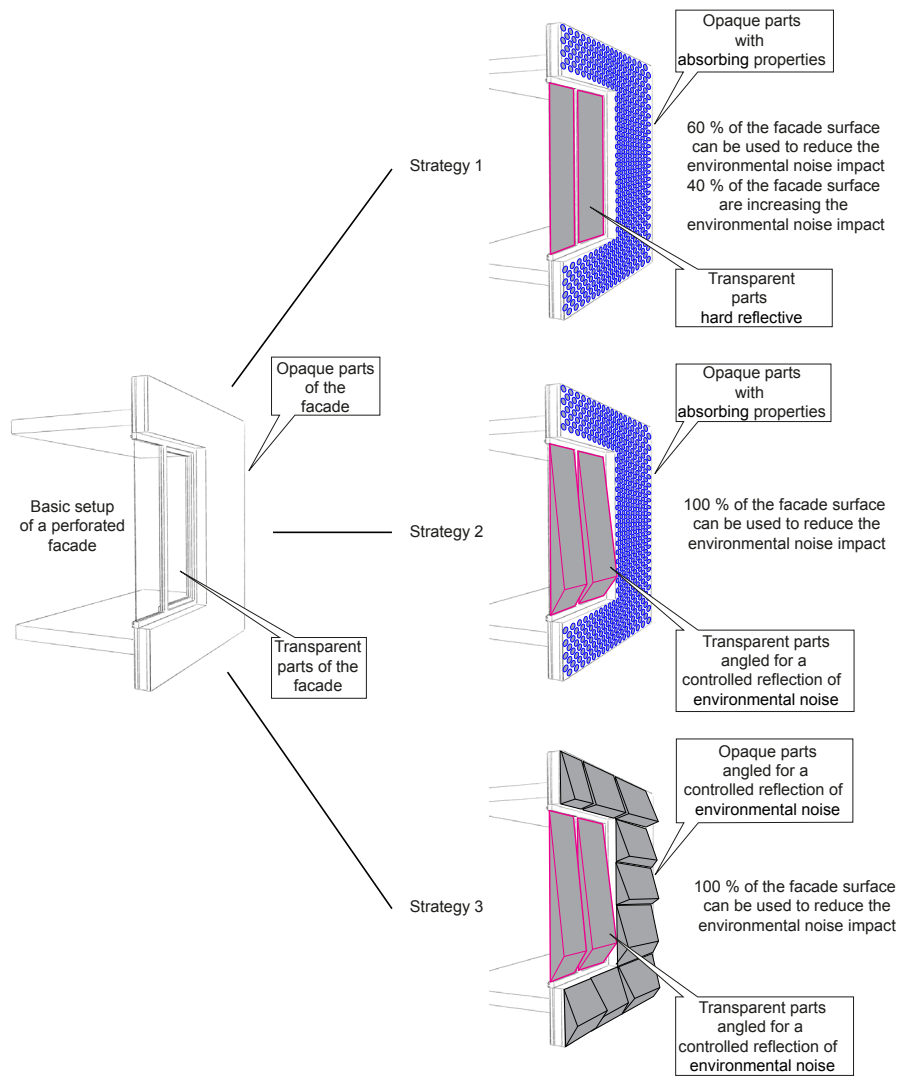 Opaque parts
with
absorbing properties
60 % of the facade surface
can be used to reduce the
environmental noise impact
40 % of the facade surface
are increasing the
environmental noise impact
Strategy 1
Transparent
parts
hard reflective
Opaque parts
of the
facade
Basic setup
of a perforated
facade
Transparent
parts of the
facade
Opaque parts
with
absorbing properties
Strategy 2
100 % of the facade surface
can be used to reduce the
environmental noise impact
Transparent parts
angled for a
controlled reflection of
environmental noise
Opaque parts
angled for a
controlled reflection of
environmental noise
Strategy 3
100 % of the facade surface
can be used to reduce the
environmental noise impact
Transparent parts
angled for a
controlled reflection of
environmental noise